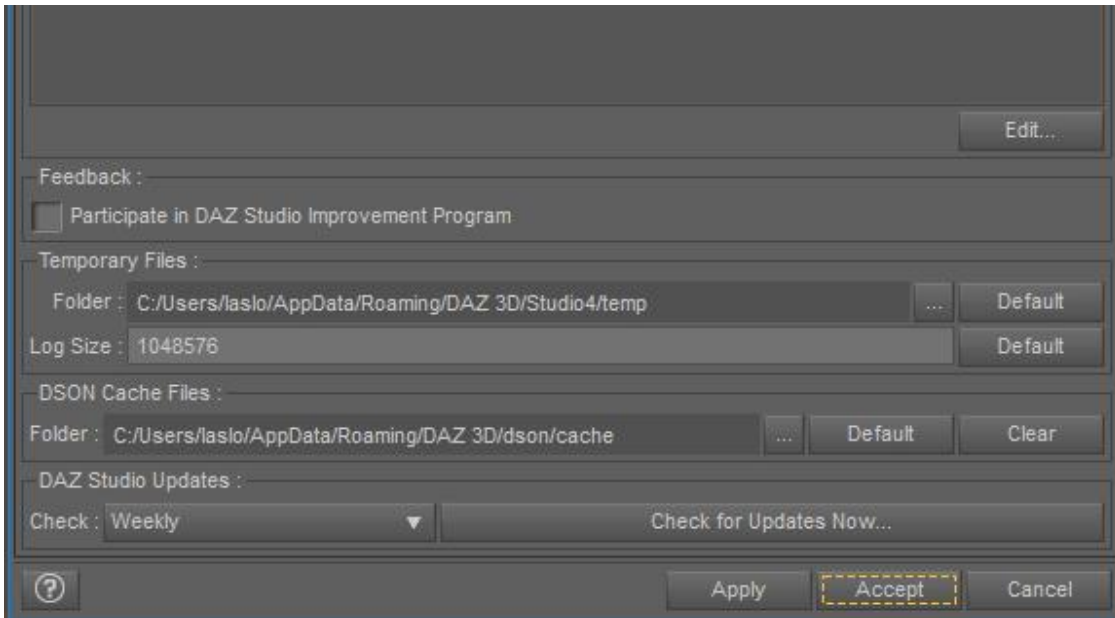 Edit...
Feedback :
Participate in DAZ Studio Improvement Program
Temporary Files :
Folder : C:/Users/laslo/AppData/Roaming/DAZ 3D/Studio4/temp ... Default
Log Size : 1048576 Default
DSON Cache Files :
Folder : C:/Users/laslo/AppData/Roaming/DAZ 3D/dson/cache ... Default Clear
DAZ Studio Updates :
Check : Weekly Check for Updates Now...
? Apply Accept Cancel